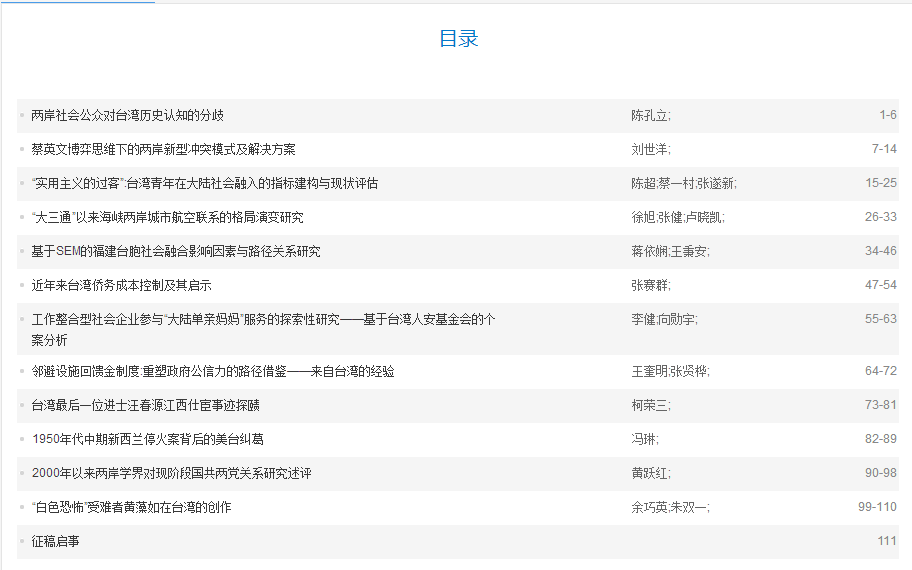 目录
两岸社会公众对台湾历史认知的分歧 陈孔立; 1-6
蔡英文博弈思维下的两岸新型冲突模式及解决方案 刘世洋; 7-14
“实用主义的过客”:台湾青年在大陆社会融入的指标建构与现状评估 陈超;蔡一村;张遂新; 15-25
“大三通”以来海峡两岸城市航空联系的格局演变研究 徐旭;张健;卢晓凯; 26-33
基于SEM的福建台胞社会融合影响因素与路径关系研究 蒋依娴;王秉安; 34-46
近年来台湾侨务成本控制及其启示 张赛群; 47-54
工作整合型社会企业参与“大陆单亲妈妈”服务的探索性研究——基于台湾人安基金会的个 李健;向勋宇; 55-63
案分析
邻避设施回馈金制度:重塑政府公信力的路径借鉴——来自台湾的经验 王奎明;张贤桦; 64-72
台湾最后一位进士汪春源江西仕宦事迹探赜 柯荣三; 73-81
1950年代中期新西兰停火案背后的美台纠葛 冯琳; 82-89
2000年以来两岸学界对现阶段国共两党关系研究述评 黄跃红; 90-98
“白色恐怖”受难者黄藻如在台湾的创作 余巧英;朱双一; 99-110
征稿启事 111